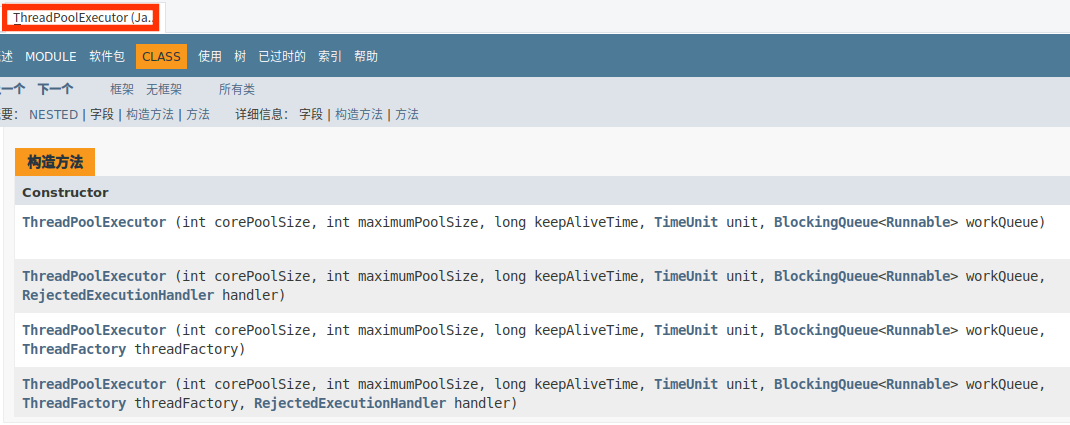 ThreadPoolExecutor (Ja..
述 MODULE 软件包 CLASS 使用 树 已过时的 索引 帮助
一个 下一个 框架 无框架 所有类
要： NESTED | 字段 | 构造方法 | 方法 详细信息： 字段 | 构造方法 | 方法
构造方法
Constructor
ThreadPoolExecutor (int corePoolSize, int maximumPoolSize, long keepAliveTime, TimeUnit unit, BlockingQueue<Runnable> workQueue)
ThreadPoolExecutor (int corePoolSize, int maximumPoolSize, long keepAliveTime, TimeUnit unit, BlockingQueue<Runnable> workQueue,
RejectedExecutionHandler handler)
ThreadPoolExecutor (int corePoolSize, int maximumPoolSize, long keepAliveTime, TimeUnit unit, BlockingQueue<Runnable> workQueue,
ThreadFactory threadFactory)
ThreadPoolExecutor (int corePoolSize, int maximumPoolSize, long keepAliveTime, TimeUnit unit, BlockingQueue<Runnable> workQueue,
ThreadFactory threadFactory, RejectedExecutionHandler handler)